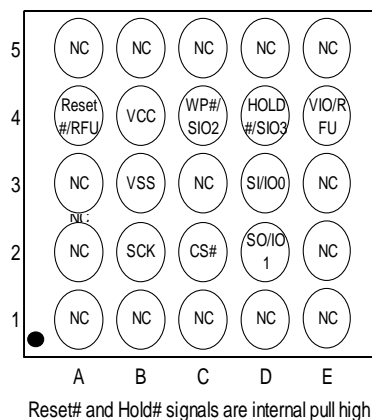 5 NC NC NC NC NC
4 Reset #/RFU VCC WP#/ SIO2 HOLD #/SIO3 VIO/R FU
3 NC VSS NC SI/IO0 NC
NC
2 NC SCK CS# SO/IO 1 NC
1 NC NC NC NC NC
A B C D E
Reset# and Hold# signals are internal pull high